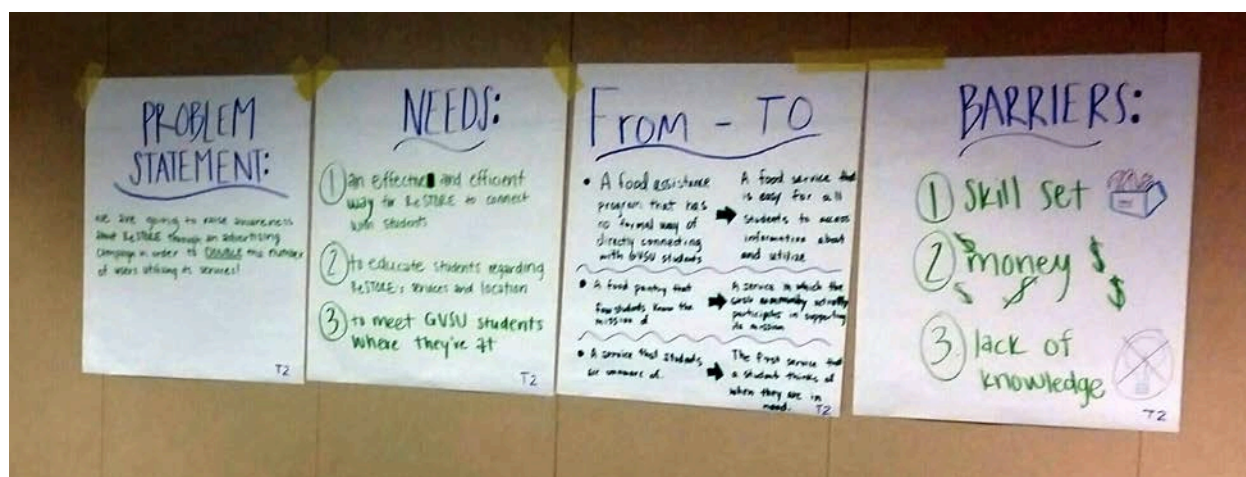 PROBLEM
STATEMENT:
we are going to raise awareness
about ReSTORE through an advertising
campaign in order to the number
of users utilizing its services!
T2
NEEDS:
1 an effective and efficient
way for ReSTORE to connect
with students
2 to educate students regarding
ReSTORE's services and location
3 to meet GVSU students
where they're at
T2
From - TO
• A food assistance
program that has
no formal way of
directly connecting
with GVSU students
A food service that
is easy for all
students to access
information about
and utilize
• A food pantry that
few students know the
mission of
A service in which the
community actively
participates in supporting
its mission
• A service that students
are unaware of.
The first service that
a student thinks of
when they are in
need.
T2
BARRIERS:
1 skill set
2 money $ $ $ $ $
3 lack of
knowledge
T2